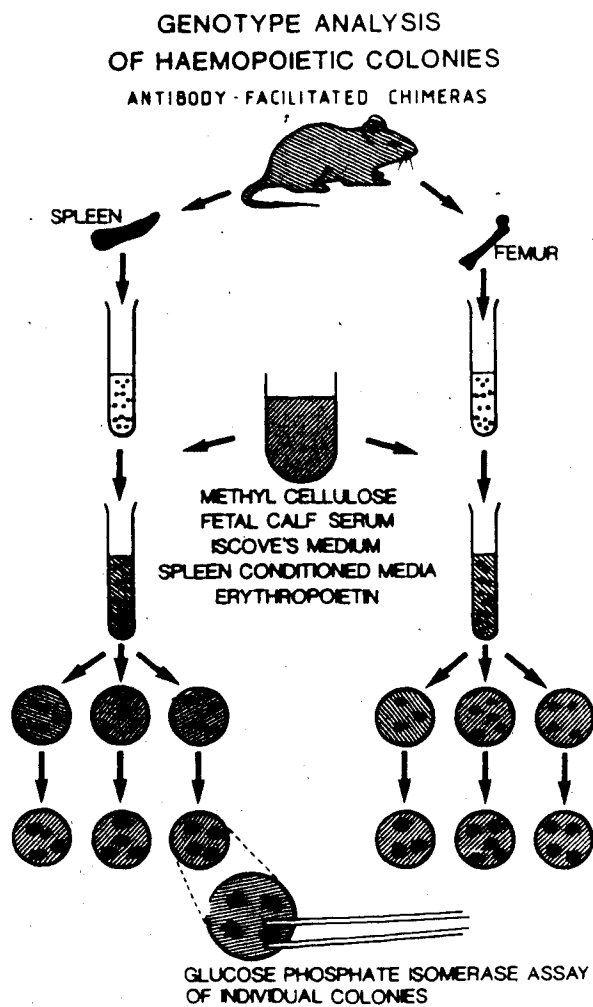 GENOTYPE ANALYSIS
OF HAEMOPOIETIC COLONIES
ANTIBODY-FACILITATED CHIMERAS
SPLEEN
FEMUR
METHYL CELLULOSE
FETAL CALF SERUM
ISCOVE'S MEDIUM
SPLEEN CONDITIONED MEDIA
ERYTHROPOIETIN
GLUCOSE PHOSPHATE ISOMERASE ASSAY
OF INDIVIDUAL COLONIES